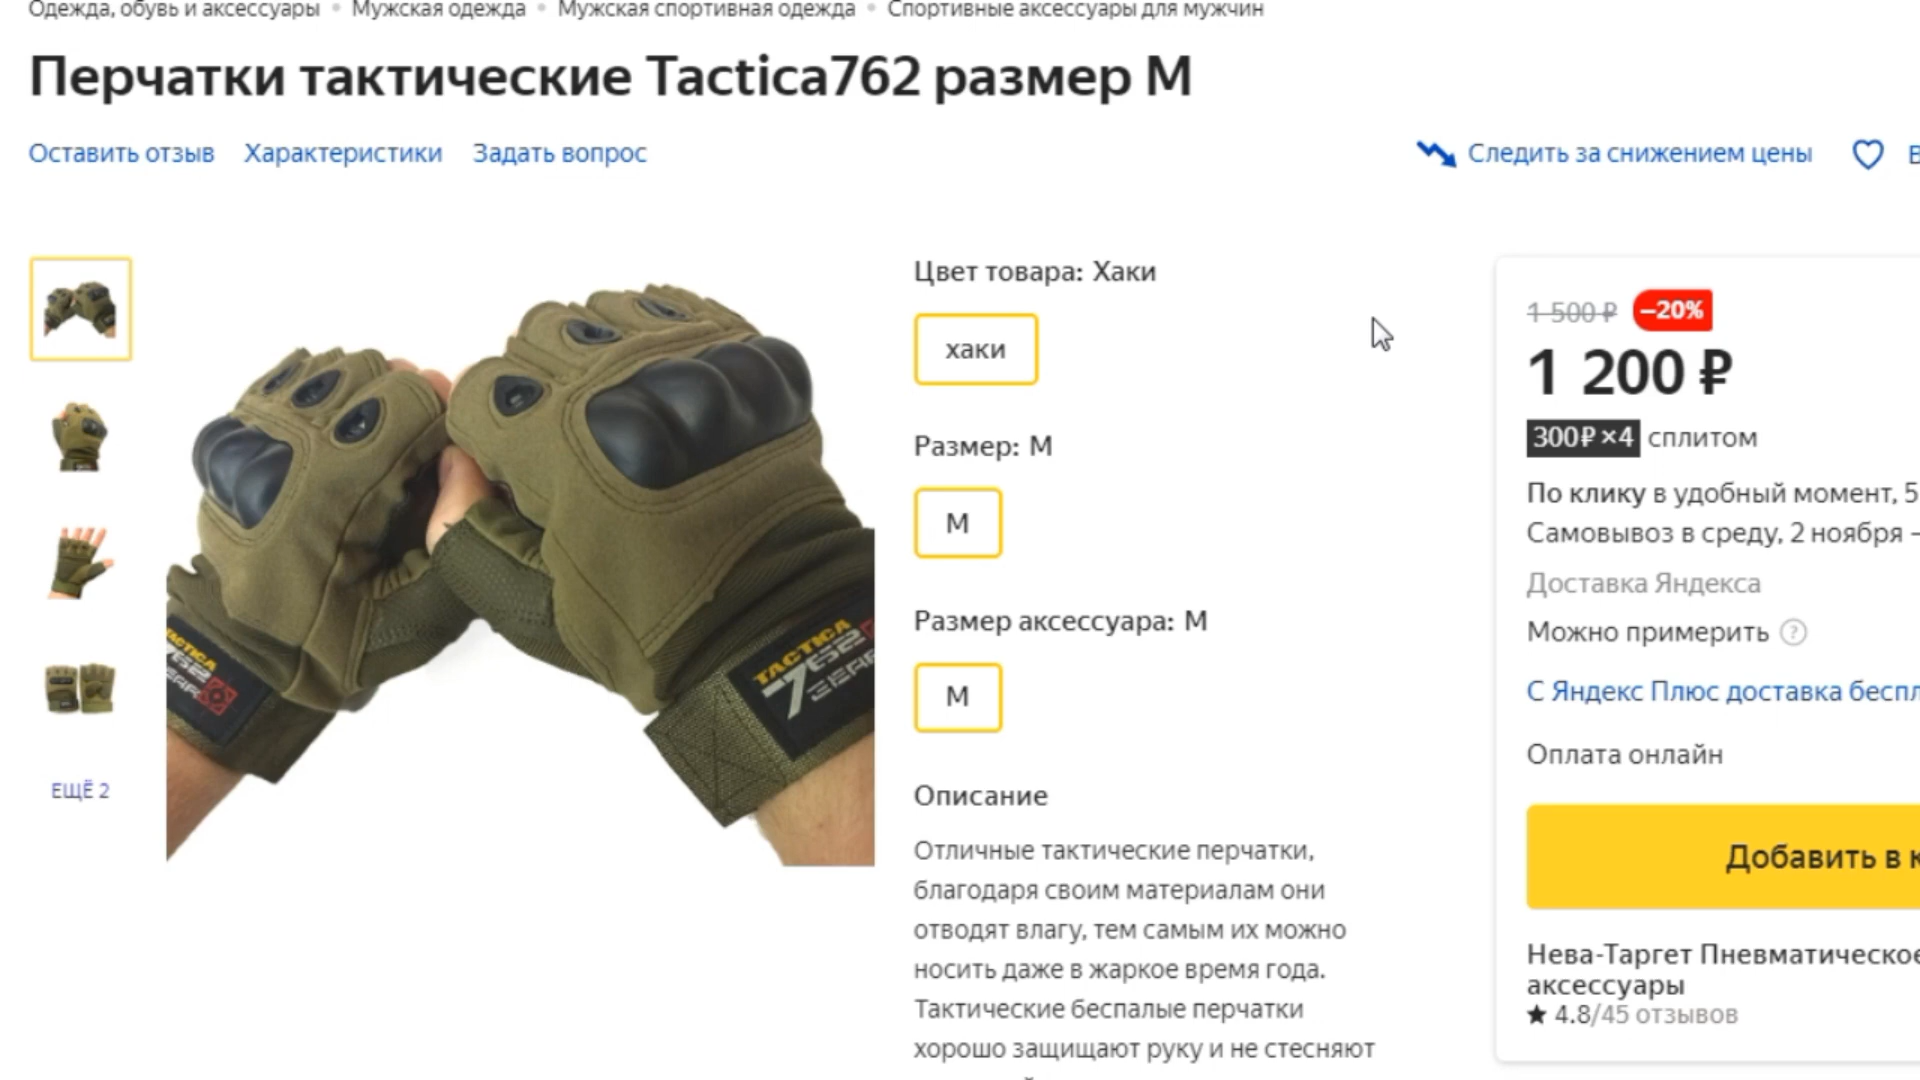 Одежда, обувь и аксессуары • Мужская одежда • Мужская спортивная одежда • Спортивные аксессуары для мужчин
Перчатки тактические Tactica762 размер M
Оставить отзыв Характеристики Задать вопрос
Следить за снижением цены
ЕЩЁ 2
TACTICA
762
GEAR
TACTICA
762
GEAR
Цвет товара: Хаки
хаки
Размер: M
M
Размер аксессуара: M
M
Описание
Отличные тактические перчатки,
благодаря своим материалам они
отводят влагу, тем самым их можно
носить даже в жаркое время года.
Тактические беспалые перчатки
хорошо защищают руку и не стесняют
1 500 ₽ –20%
1 200 ₽
300₽ ×4 сплитом
По клику в удобный момент, 5
Самовывоз в среду, 2 ноября –
Доставка Яндекса
Можно примерить ?
С Яндекс Плюс доставка беспл
Оплата онлайн
Добавить в к
Нева-Таргет Пневматическое
аксессуары
★ 4.8/45 отзывов